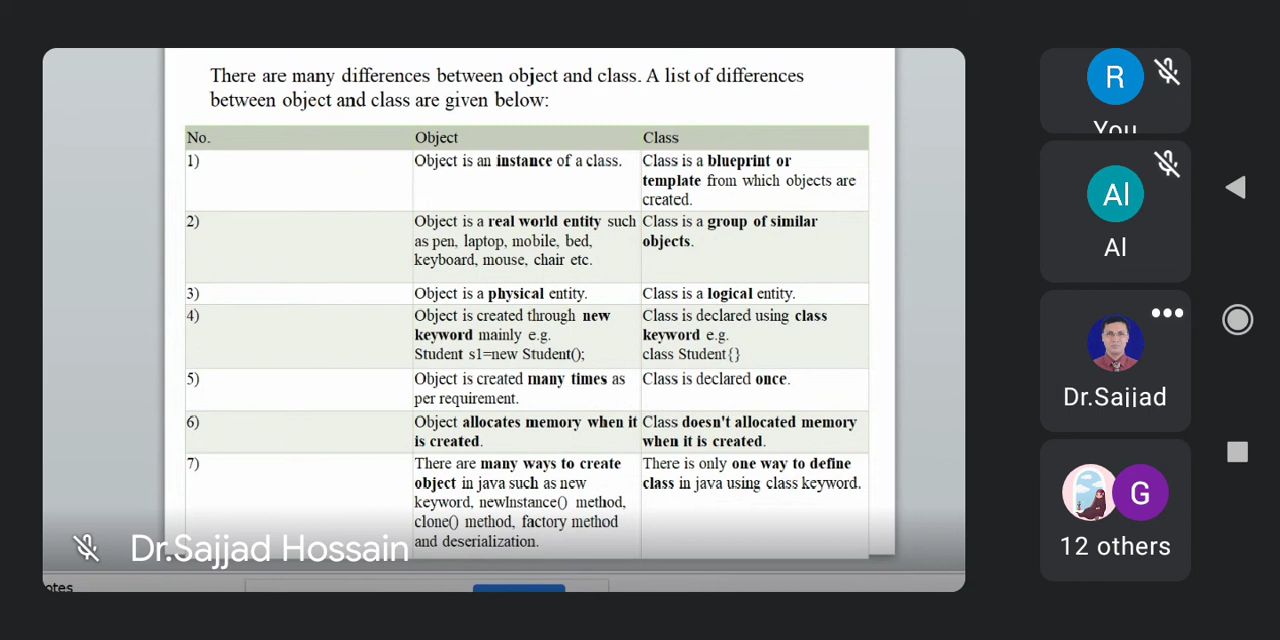 There are many differences between object and class. A list of differences
between object and class are given below:
No. Object Class
1) Object is an instance of a class. Class is a blueprint or
template from which objects are
created.
2) Object is a real world entity such Class is a group of similar
as pen, laptop, mobile, bed, objects.
keyboard, mouse, chair etc.
3) Object is a physical entity. Class is a logical entity.
4) Object is created through new Class is declared using class
keyword mainly e.g. keyword e.g.
Student s1=new Student(); class Student{}
5) Object is created many times as Class is declared once.
per requirement.
6) Object allocates memory when it Class doesn't allocated memory
is created. when it is created.
7) There are many ways to create There is only one way to define
object in java such as new class in java using class keyword.
keyword, newInstance() method,
clone() method, factory method
and deserialization.
Dr.Sajjad Hossain
otes
R
You
Al
Al
Dr.Sajjad
G
12 others